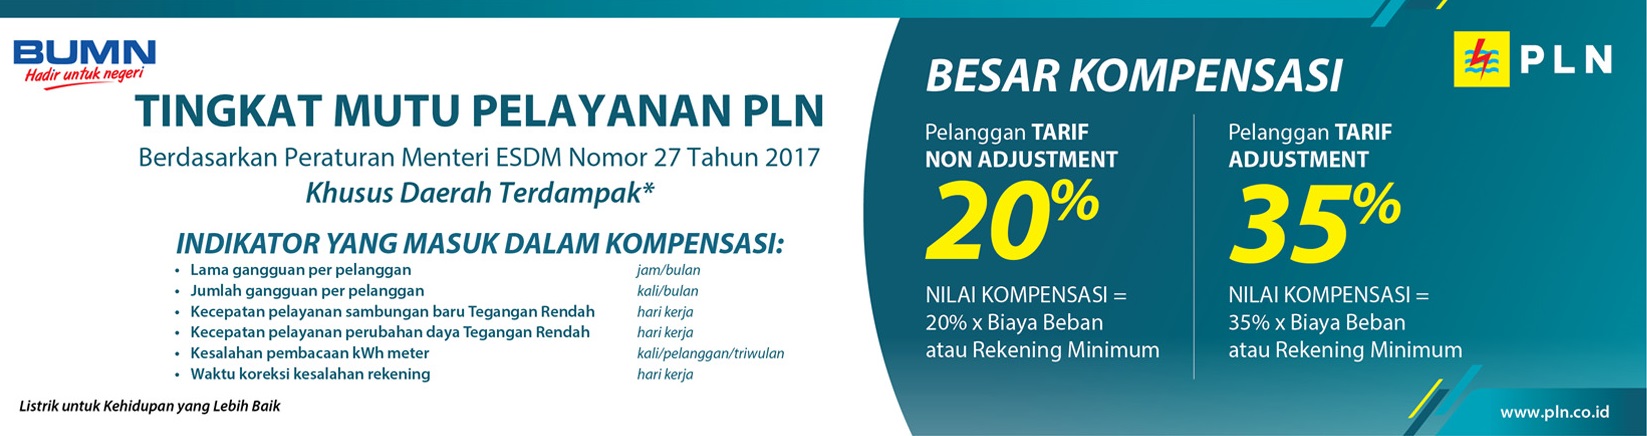 BUMN
Hadir untuk negeri
TINGKAT MUTU PELAYANAN PLN
Berdasarkan Peraturan Menteri ESDM Nomor 27 Tahun 2017
Khusus Daerah Terdampak*
INDIKATOR YANG MASUK DALAM KOMPENSASI:
• Lama gangguan per pelanggan jam/bulan
• Jumlah gangguan per pelanggan kali/bulan
• Kecepatan pelayanan sambungan baru Tegangan Rendah hari kerja
• Kecepatan pelayanan perubahan daya Tegangan Rendah hari kerja
• Kesalahan pembacaan kWh meter kali/pelanggan/triwulan
• Waktu koreksi kesalahan rekening hari kerja
Listrik untuk Kehidupan yang Lebih Baik
BESAR KOMPENSASI
PLN
Pelanggan TARIF
NON ADJUSTMENT
20%
NILAI KOMPENSASI =
20% x Biaya Beban
atau Rekening Minimum
Pelanggan TARIF
ADJUSTMENT
35%
NILAI KOMPENSASI =
35% x Biaya Beban
atau Rekening Minimum
www.pln.co.id